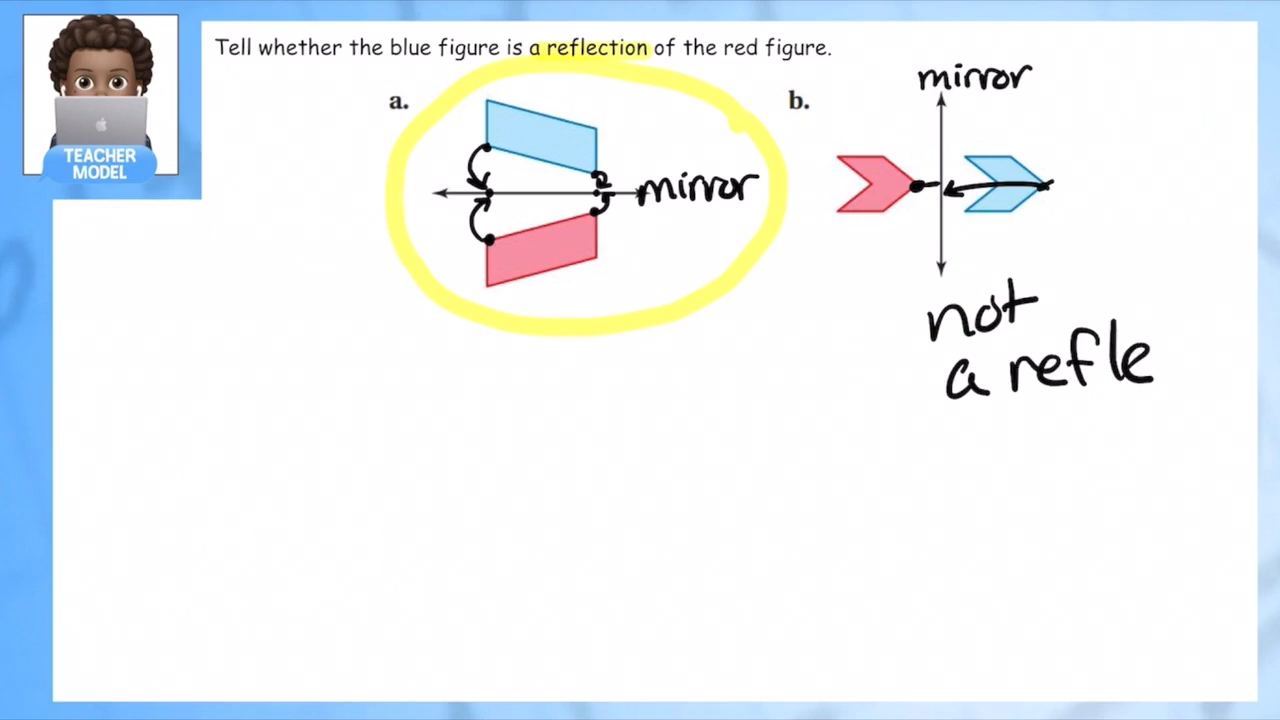 Tell whether the blue figure is a reflection of the red figure.
TEACHER
MODEL
a.
mirror
b.
mirror
not
a refle